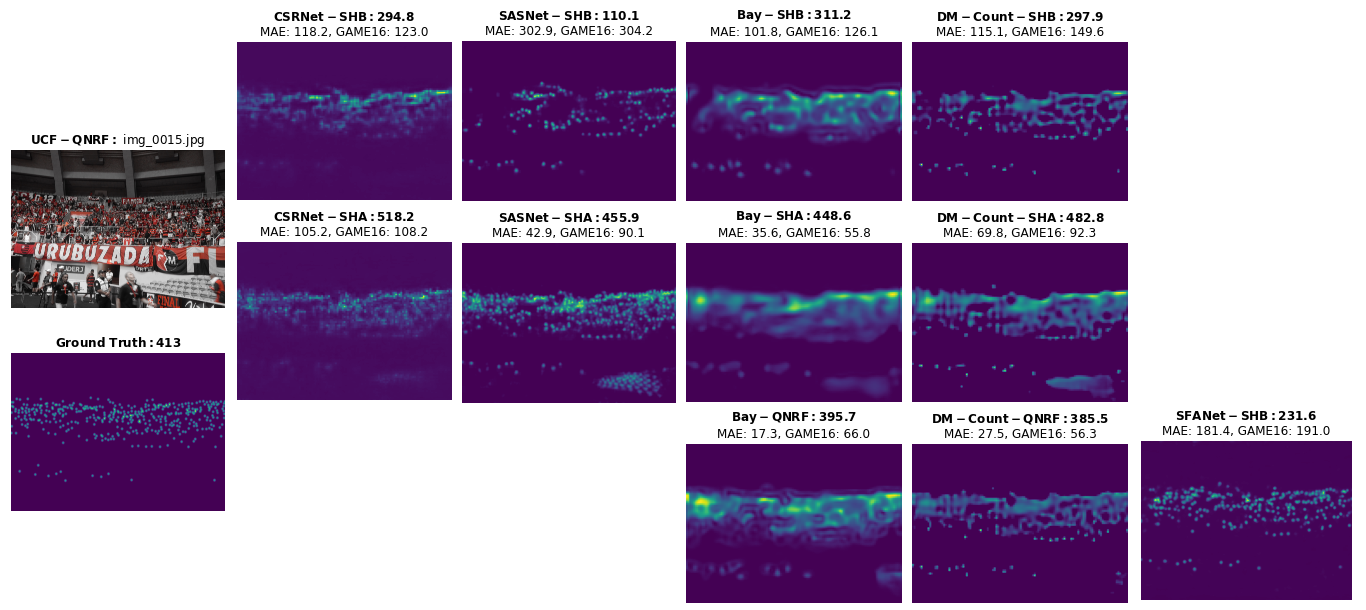 CSRNet−SHB: 294.8
MAE: 118.2, GAME16: 123.0
SASNet−SHB: 110.1
MAE: 302.9, GAME16: 304.2
Bay−SHB: 311.2
MAE: 101.8, GAME16: 126.1
DM−Count−SHB: 297.9
MAE: 115.1, GAME16: 149.6
UCF−QNRF: img_0015.jpg
URUBUZADA
FL
FINAL
CSRNet−SHA: 518.2
MAE: 105.2, GAME16: 108.2
SASNet−SHA: 455.9
MAE: 42.9, GAME16: 90.1
Bay−SHA: 448.6
MAE: 35.6, GAME16: 55.8
DM−Count−SHA: 482.8
MAE: 69.8, GAME16: 92.3
Ground Truth: 413
Bay−QNRF: 395.7
MAE: 17.3, GAME16: 66.0
DM−Count−QNRF: 385.5
MAE: 27.5, GAME16: 56.3
SFANet−SHB: 231.6
MAE: 181.4, GAME16: 191.0